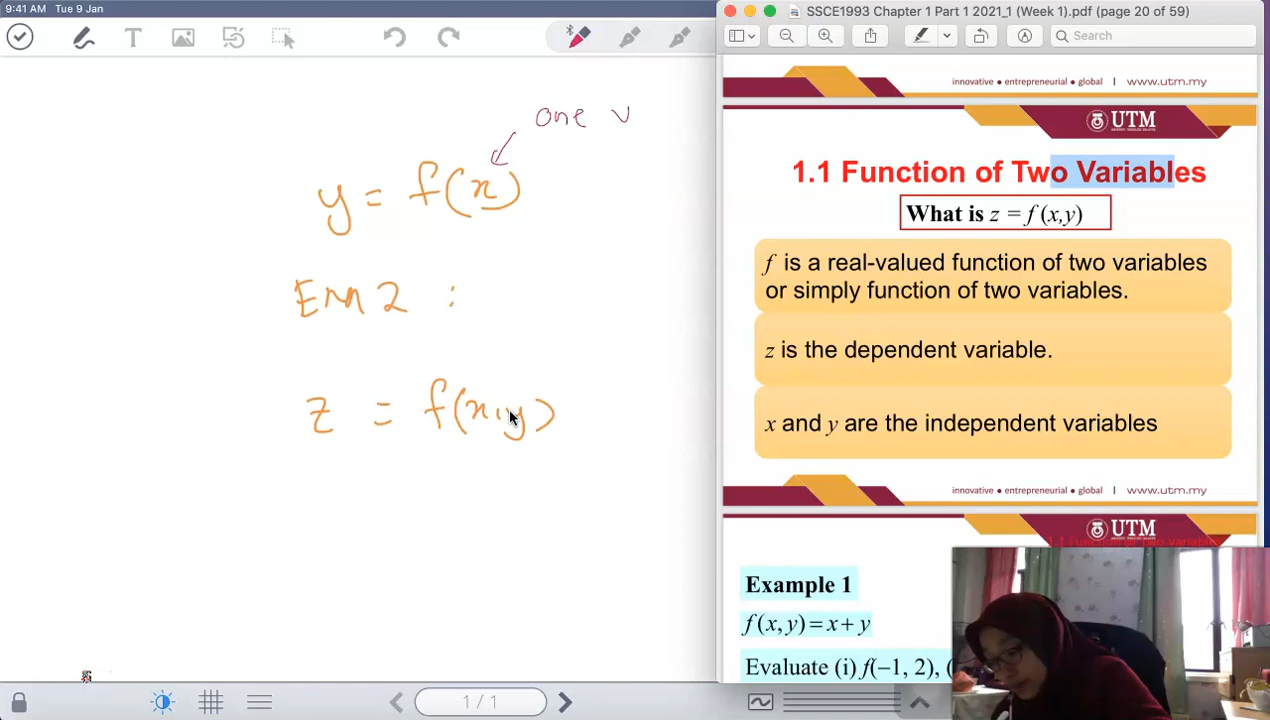 9:41 AM Tue 9 Jan
SSCE1993 Chapter 1 Part 1 2021_1 (Week 1).pdf (page 20 of 59)
Search
one v
y = f(x)
Enn 2 :
z = f(x,y)
1 / 1
innovative ● entrepreneurial ● global | www.utm.my
UTM
1.1 Function of Two Variables
What is z = f (x,y)
f is a real-valued function of two variables
or simply function of two variables.
z is the dependent variable.
x and y are the independent variables
innovative ● entrepreneurial ● global | www.utm.my
UTM
Example 1
f(x, y) = x + y
Evaluate (i) f(−1, 2), (